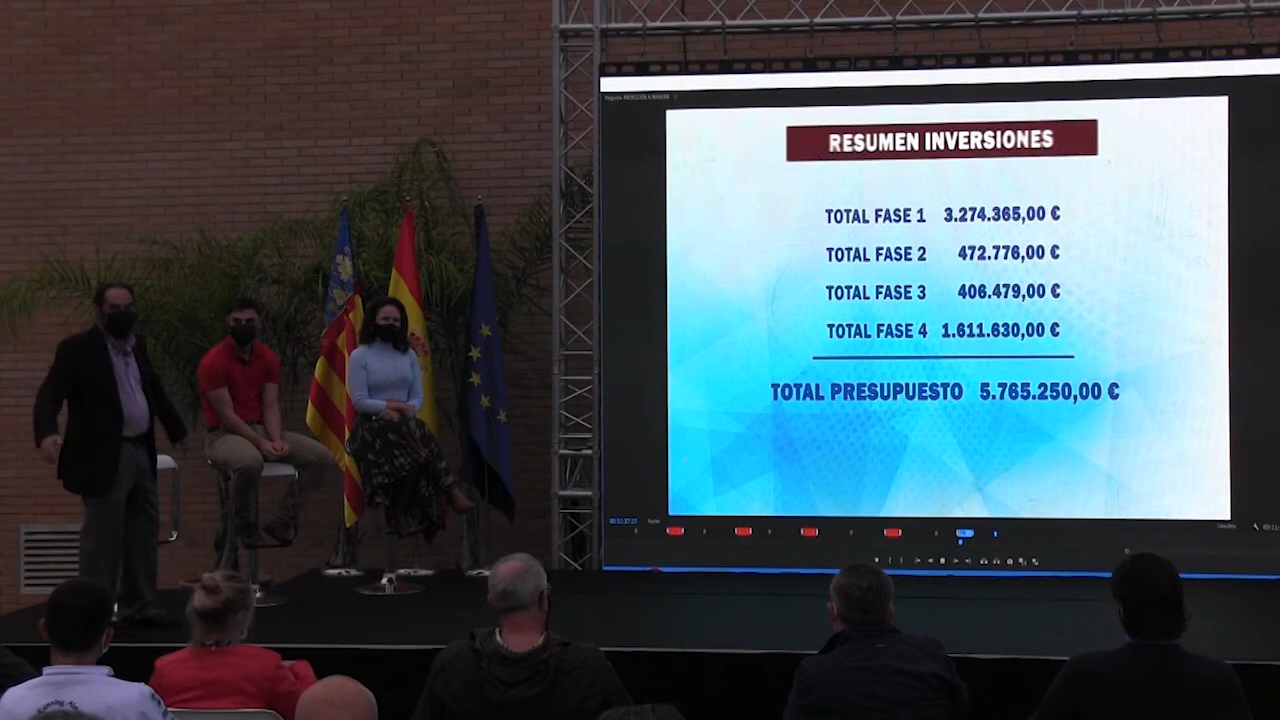 RESUMEN INVERSIONES
TOTAL FASE 1 3.274.365,00 €
TOTAL FASE 2 472.776,00 €
TOTAL FASE 3 406.479,00 €
TOTAL FASE 4 1.611.630,00 €
TOTAL PRESUPUESTO 5.765.250,00 €
Running